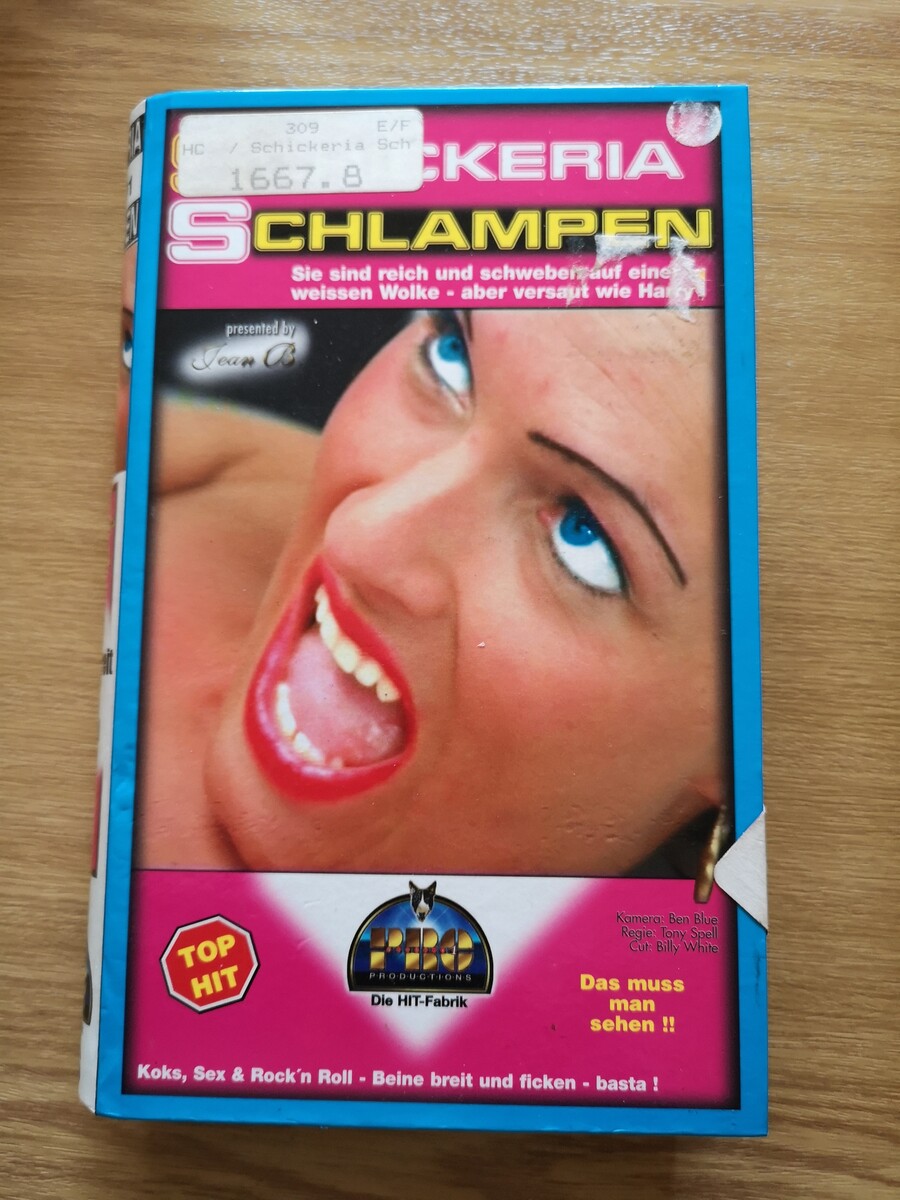 309 E/F
HC / Schickeria Sch
1667.8
CKERIA
SCHLAMPEN
Sie sind reich und schweben auf einer
weissen Wolke - aber versaut wie Harry
presented by
Jean B.
Kamera: Ben Blue
Regie: Tony Spell
Cut: Billy White
TOP
HIT
PBO
PRODUCTIONS
Die HIT-Fabrik
Das muss
man
sehen !!
Koks, Sex & Rock´n Roll - Beine breit und ficken - basta !